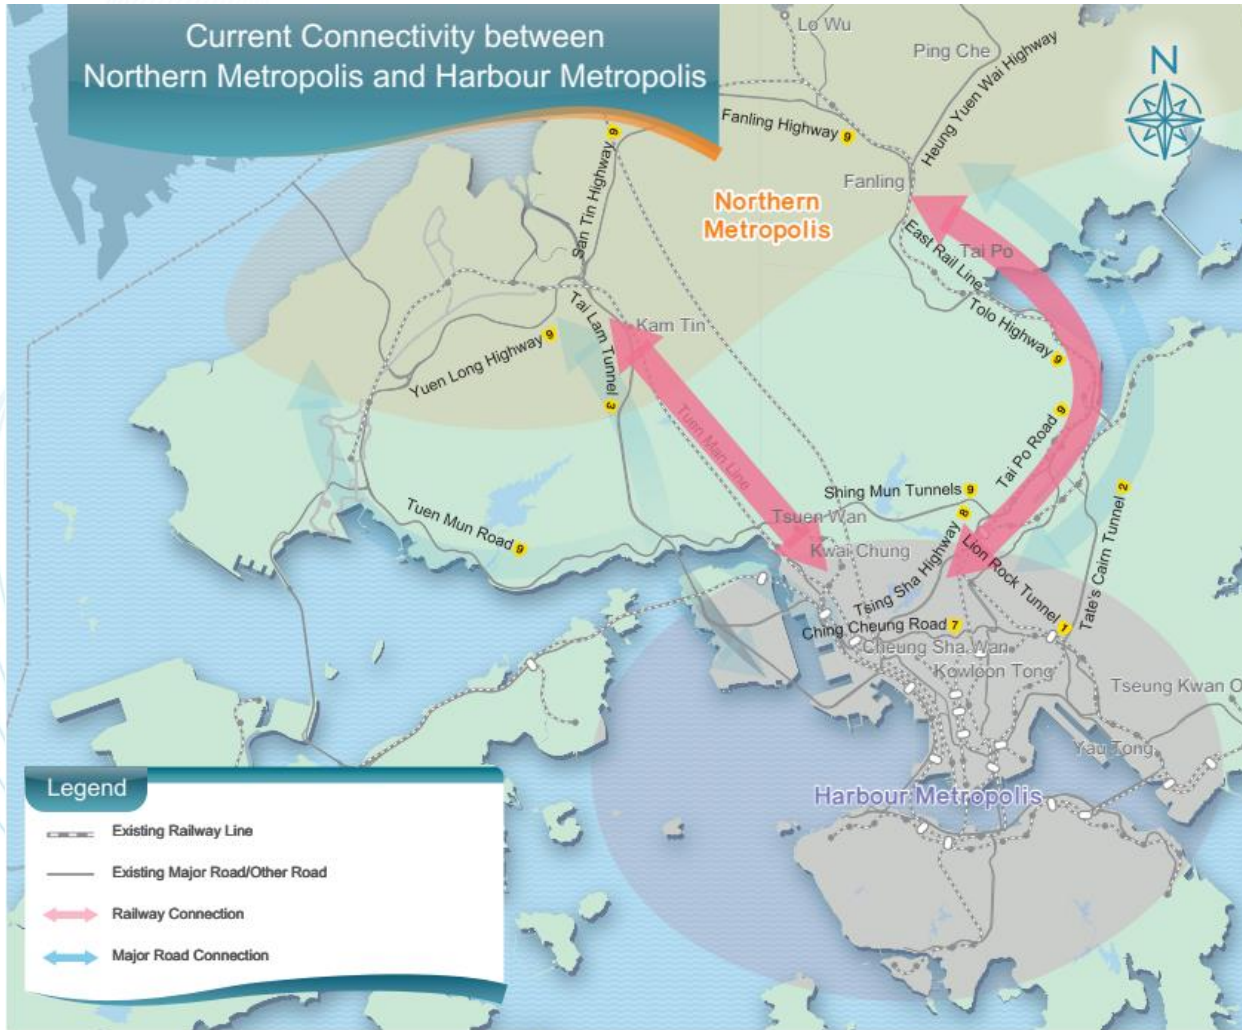 Current Connectivity between
Northern Metropolis and Harbour Metropolis
Lo Wu
Ping Che
N
Heung Yuen Wai Highway
Fanling Highway 9
San Tin Highway 9
Fanling
Northern
Metropolis
East Rail Line
Tai Po
Tolo Highway 9
Tai Lam Tunnel 3
Kam Tin
Yuen Long Highway 9
Tuen Man Line
Tai Po Road 9
Shing Mun Tunnels 9
Tate's Cairn Tunnel 2
Tuen Mun Road 9
Tsuen Wan
Kwai Chung
Tsing Sha Highway 8
Lion Rock Tunnel 1
Ching Cheung Road 7
Cheung Sha Wan
Kowloon Tong
Tseung Kwan O
Yau Tong
Harbour Metropolis
Legend
Existing Railway Line
Existing Major Road/Other Road
Railway Connection
Major Road Connection